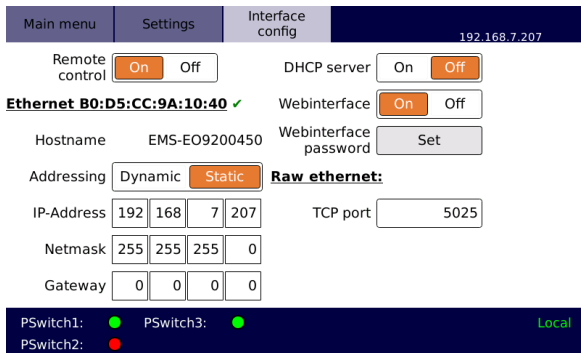 Main menu
Settings
Interface
config
192.168.7.207
Remote
control
On Off
DHCP server
On Off
Ethernet B0:D5:CC:9A:10:40 ✔
Webinterface
On Off
Hostname
EMS-EO9200450
Webinterface
password
Set
Addressing
Dynamic Static
Raw ethernet:
IP-Address
192 168 7 207
TCP port
5025
Netmask
255 255 255 0
Gateway
0 0 0 0
PSwitch1:
PSwitch3:
Local
PSwitch2: